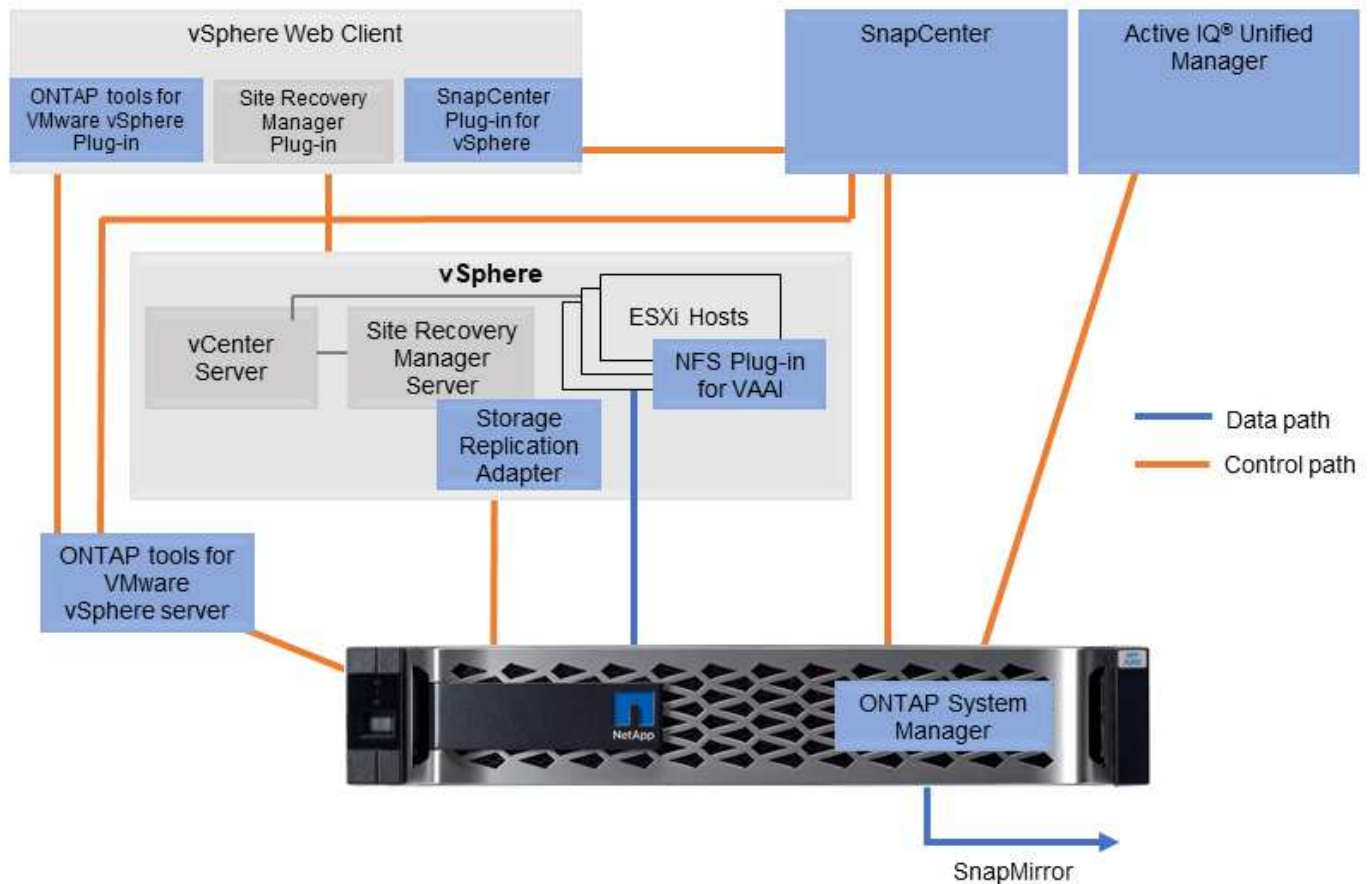 vSphere Web Client
ONTAP tools for
VMware vSphere
Plug-in
Site Recovery
Manager
Plug-in
SnapCenter
Plug-in for
vSphere
SnapCenter
Active IQ® Unified
Manager
vSphere
vCenter
Server
Site Recovery
Manager
Server
Storage
Replication
Adapter
ESXi Hosts
NFS Plug-in
for VAAI
Data path
Control path
ONTAP tools for
VMware
vSphere server
NetApp
ONTAP System
Manager
SnapMirror